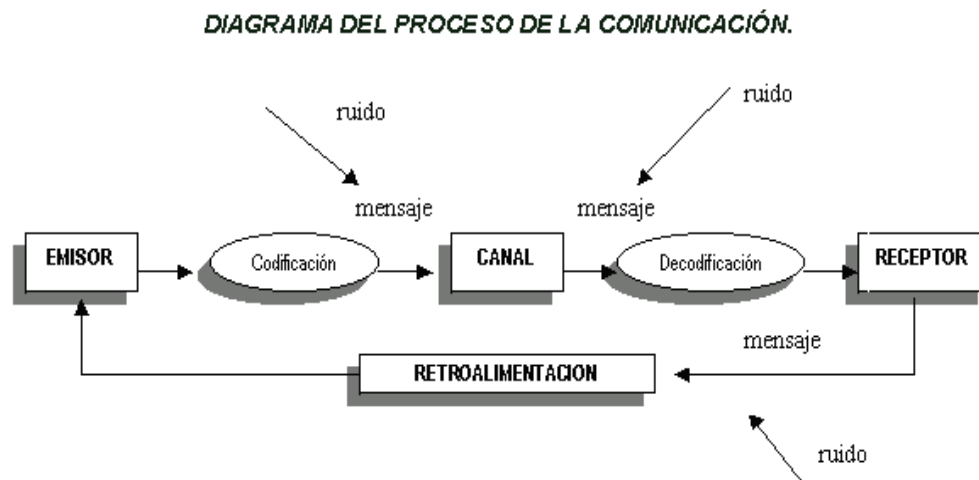 DIAGRAMA DEL PROCESO DE LA COMUNICACIÓN.
ruido
ruido
mensaje
mensaje
EMISOR
Codificación
CANAL
Decodificación
RECEPTOR
mensaje
RETROALIMENTACION
ruido